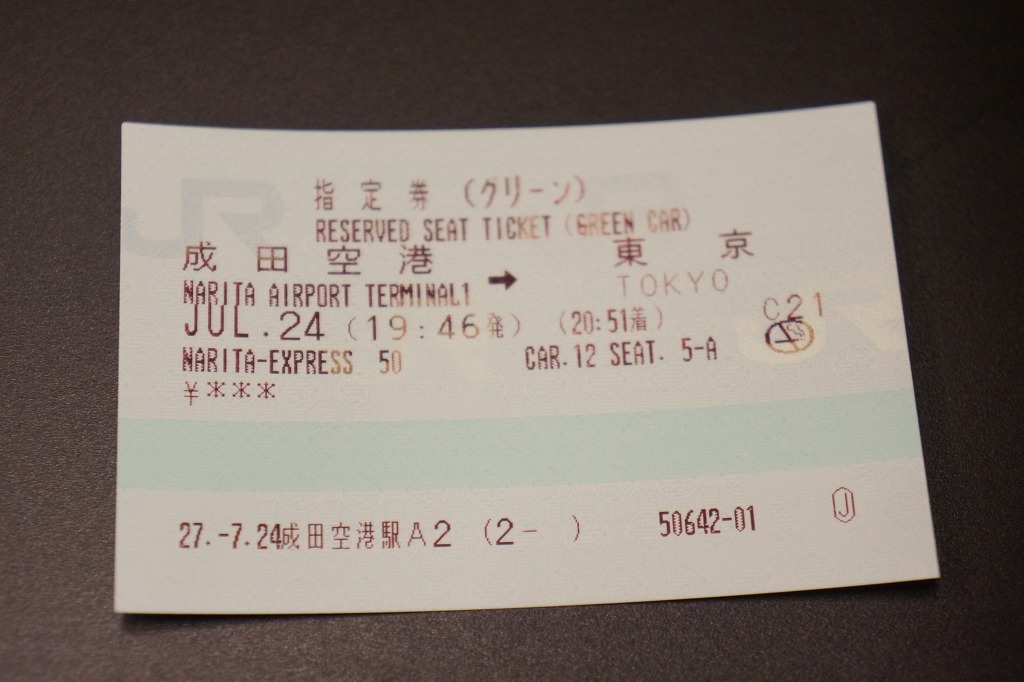 JR
指定券 (グリーン)
RESERVED SEAT TICKET (GREEN CAR)
成田空港 → 東京
NARITA AIRPORT TERMINAL1 TOKYO
JUL.24 (19:46発) (20:51着) C21
NARITA-EXPRESS 50 CAR.12 SEAT. 5-A
¥***
27.-7.24成田空港駅A2 (2- ) 50642-01 Ⓙ